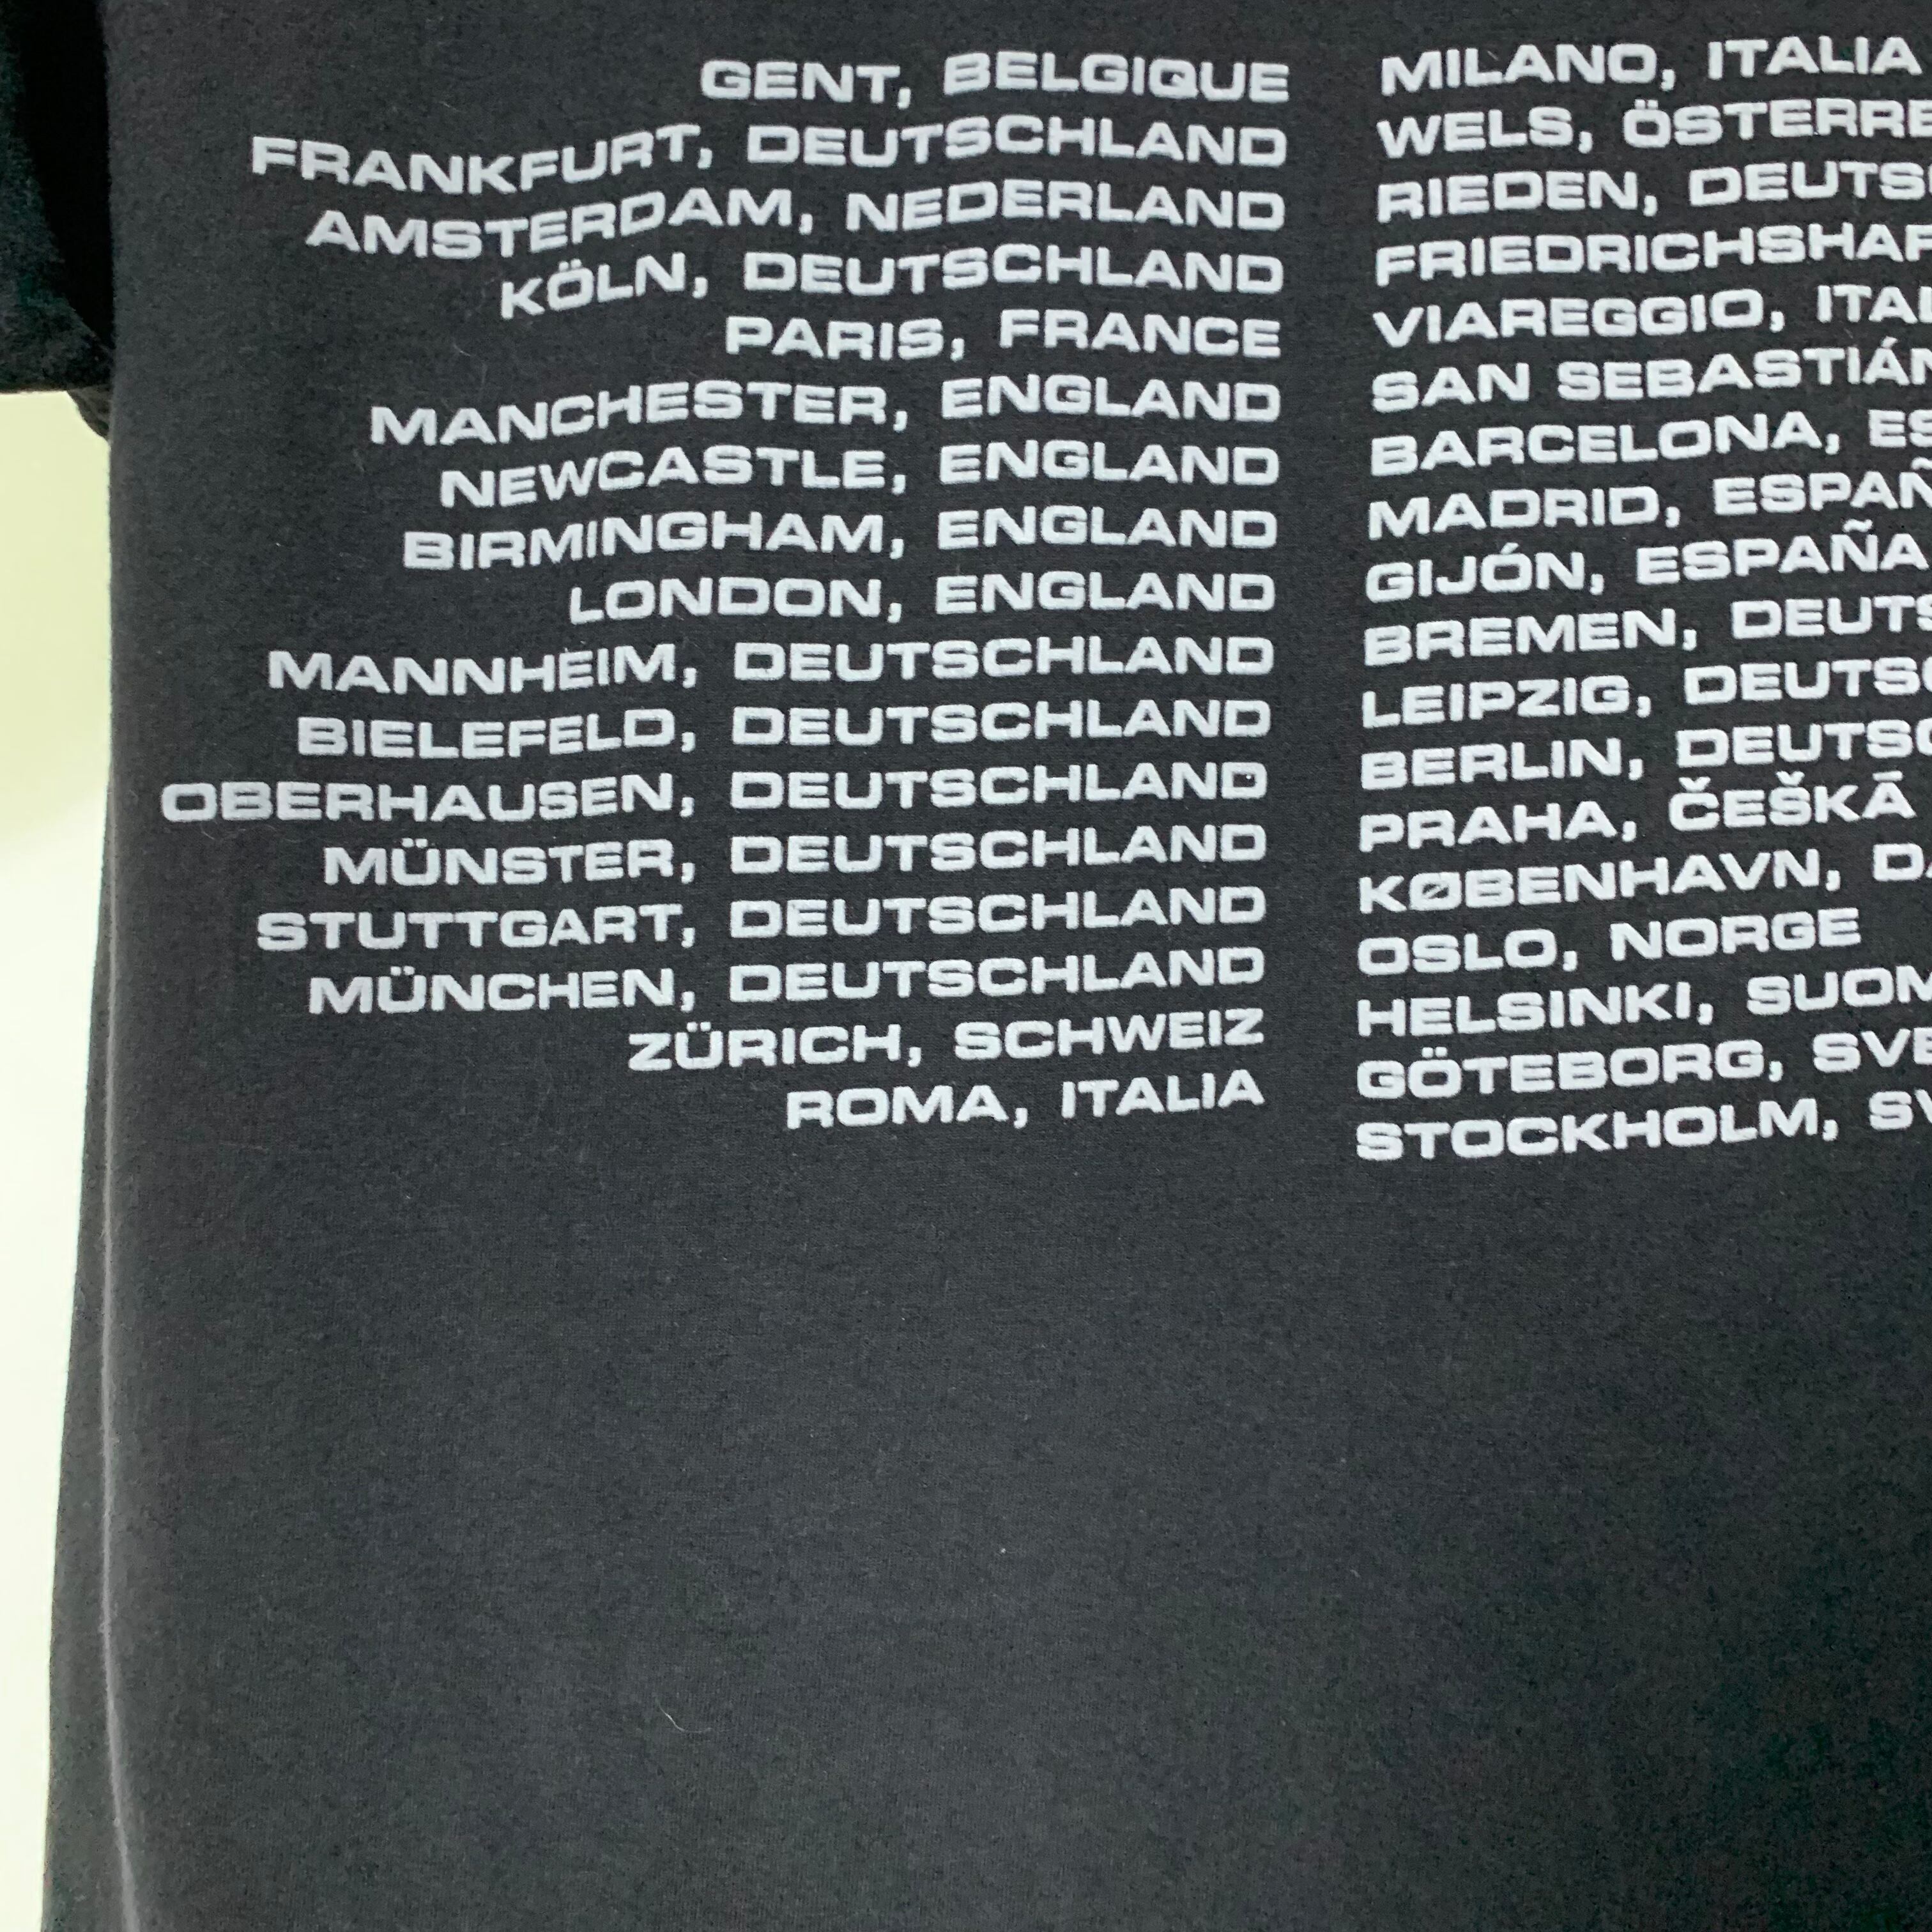 GENT, BELGIQUE
FRANKFURT, DEUTSCHLAND
AMSTERDAM, NEDERLAND
KÖLN, DEUTSCHLAND
PARIS, FRANCE
MANCHESTER, ENGLAND
NEWCASTLE, ENGLAND
BIRMINGHAM, ENGLAND
LONDON, ENGLAND
MANNHEIM, DEUTSCHLAND
BIELEFELD, DEUTSCHLAND
OBERHAUSEN, DEUTSCHLAND
MÜNSTER, DEUTSCHLAND
STUTTGART, DEUTSCHLAND
MÜNCHEN, DEUTSCHLAND
ZÜRICH, SCHWEIZ
ROMA, ITALIA
MILANO, ITALIA
WELS,
RIEDEN,
VIAREGGIO,
SAN
BARCELONA,
MADRID,
GIJÓN, ESPAÑA
BREMEN,
LEIPZIG,
BERLIN,
PRAHA, ČEŠKĀ
KØBENHAVN,
OSLO, NORGE
HELSINKI,
GÖTEBORG,
STOCKHOLM,